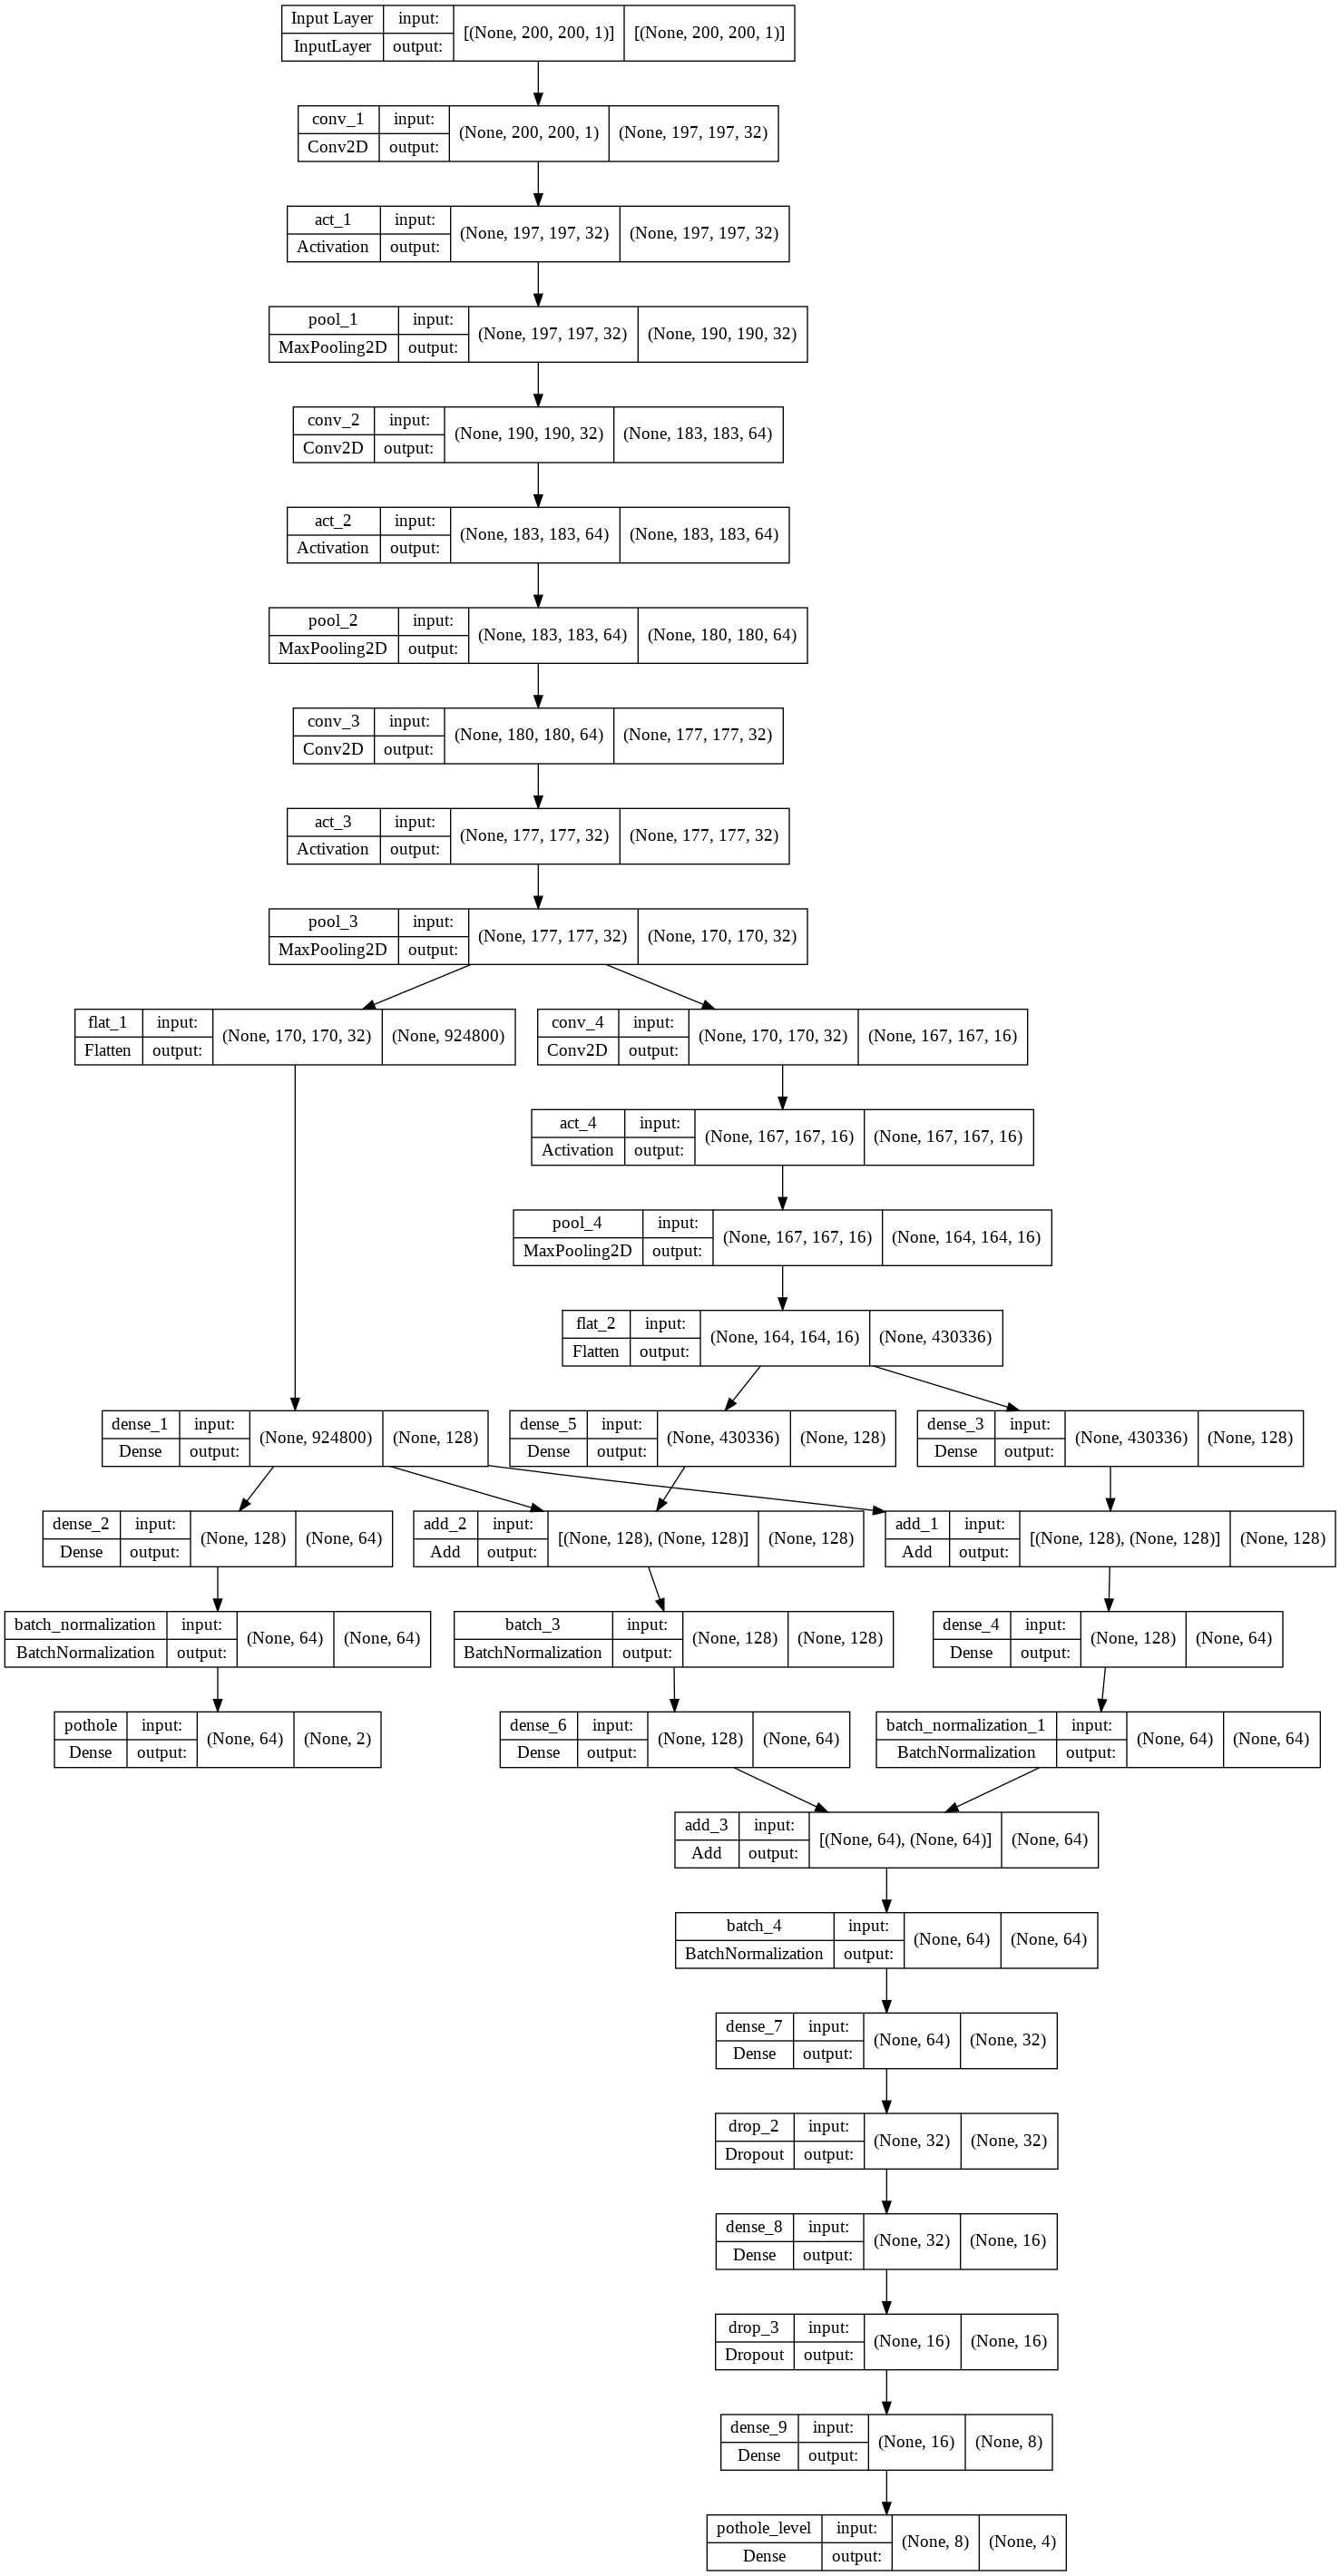 Input Layer input: [(None, 200, 200, 1)] [(None, 200, 200, 1)]
InputLayer output:
conv_1 input: (None, 200, 200, 1) (None, 197, 197, 32)
Conv2D output:
act_1 input: (None, 197, 197, 32) (None, 197, 197, 32)
Activation output:
pool_1 input: (None, 197, 197, 32) (None, 190, 190, 32)
MaxPooling2D output:
conv_2 input: (None, 190, 190, 32) (None, 183, 183, 64)
Conv2D output:
act_2 input: (None, 183, 183, 64) (None, 183, 183, 64)
Activation output:
pool_2 input: (None, 183, 183, 64) (None, 180, 180, 64)
MaxPooling2D output:
conv_3 input: (None, 180, 180, 64) (None, 177, 177, 32)
Conv2D output:
act_3 input: (None, 177, 177, 32) (None, 177, 177, 32)
Activation output:
pool_3 input: (None, 177, 177, 32) (None, 170, 170, 32)
MaxPooling2D output:
flat_1 input: (None, 170, 170, 32) (None, 924800)
Flatten output:
conv_4 input: (None, 170, 170, 32) (None, 167, 167, 16)
Conv2D output:
act_4 input: (None, 167, 167, 16) (None, 167, 167, 16)
Activation output:
pool_4 input: (None, 167, 167, 16) (None, 164, 164, 16)
MaxPooling2D output:
flat_2 input: (None, 164, 164, 16) (None, 430336)
Flatten output:
dense_1 input: (None, 924800) (None, 128)
Dense output:
dense_5 input: (None, 430336) (None, 128)
Dense output:
dense_3 input: (None, 430336) (None, 128)
Dense output:
dense_2 input: (None, 128) (None, 64)
Dense output:
add_2 input: [(None, 128), (None, 128)] (None, 128)
Add output:
add_1 input: [(None, 128), (None, 128)] (None, 128)
Add output:
batch_normalization input: (None, 64) (None, 64)
BatchNormalization output:
batch_3 input: (None, 128) (None, 128)
BatchNormalization output:
dense_4 input: (None, 128) (None, 64)
Dense output:
pothole input: (None, 64) (None, 2)
Dense output:
dense_6 input: (None, 128) (None, 64)
Dense output:
batch_normalization_1 input: (None, 64) (None, 64)
BatchNormalization output:
add_3 input: [(None, 64), (None, 64)] (None, 64)
Add output:
batch_4 input: (None, 64) (None, 64)
BatchNormalization output:
dense_7 input: (None, 64) (None, 32)
Dense output:
drop_2 input: (None, 32) (None, 32)
Dropout output:
dense_8 input: (None, 32) (None, 16)
Dense output:
drop_3 input: (None, 16) (None, 16)
Dropout output:
dense_9 input: (None, 16) (None, 8)
Dense output:
pothole_level input: (None, 8) (None, 4)
Dense output: